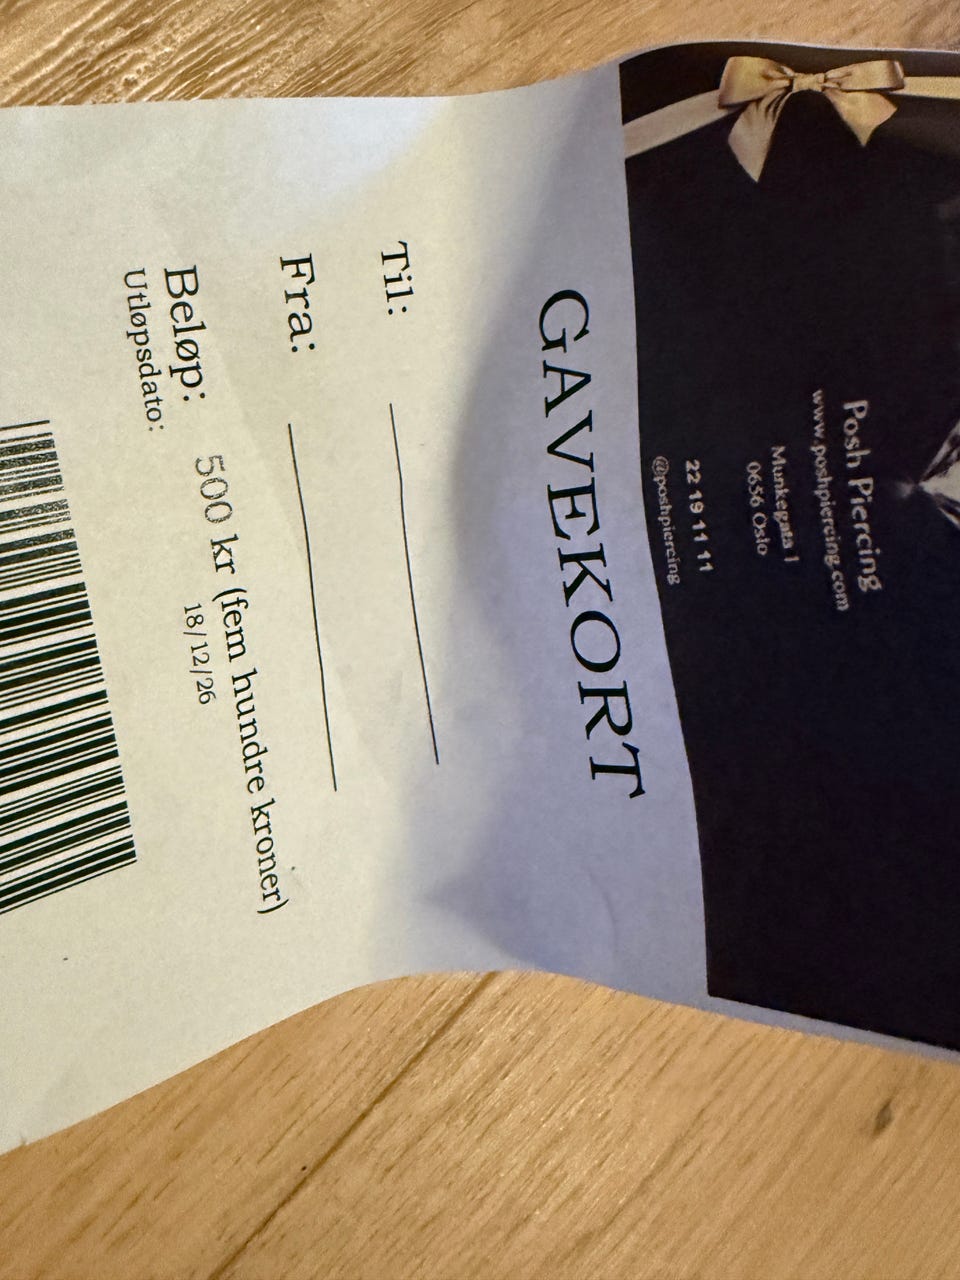 Posh Piercing
www.poshpiercing.com
Munkegata 1
0656 Oslo
22 19 11 11
@poshpiercing
GAVEKORT
Til:
Fra:
Beløp: 500 kr (fem hundre kroner)
Utløpsdato: 18/12/26